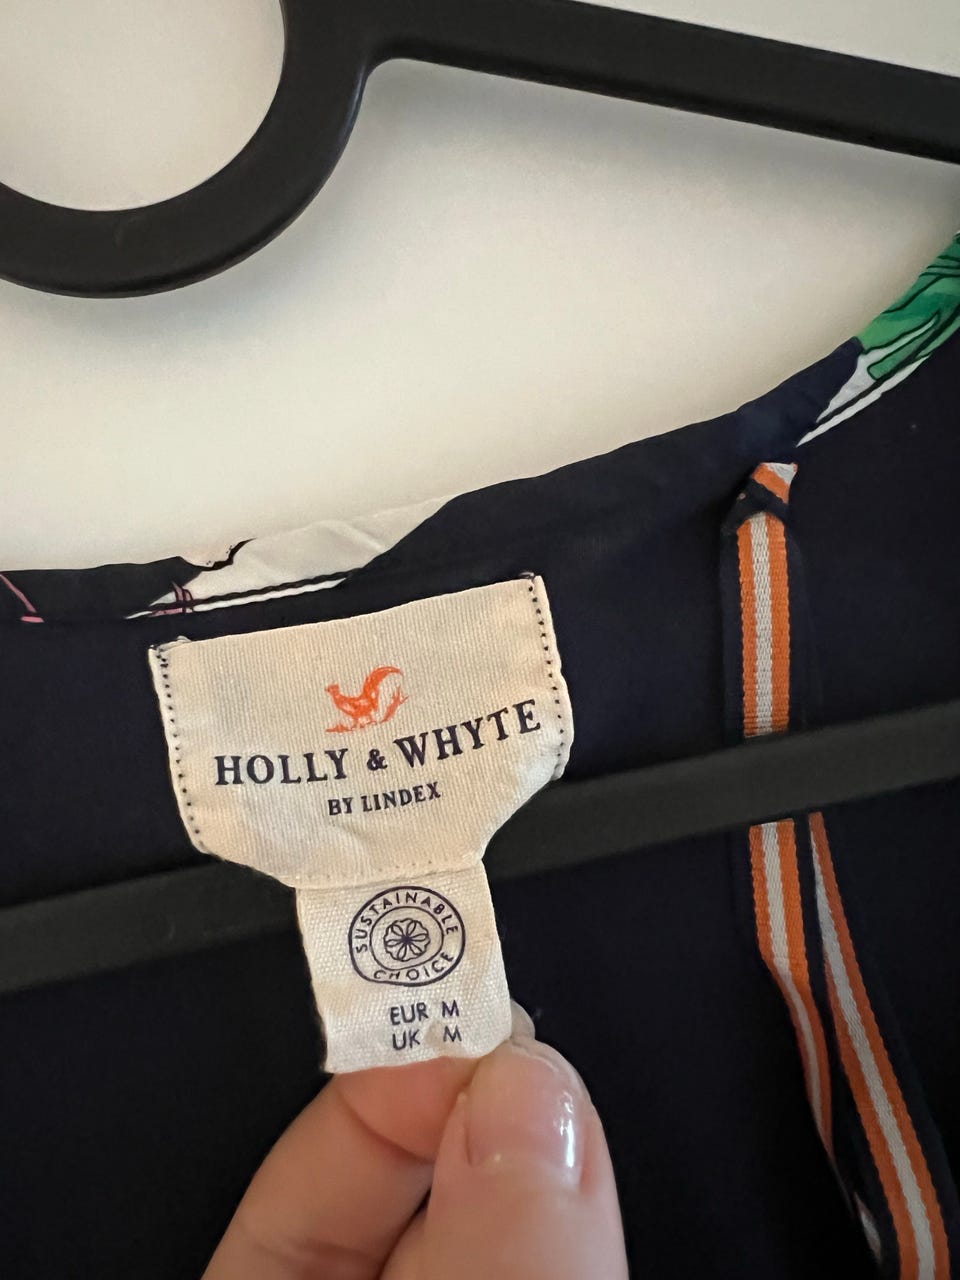 HOLLY & WHYTE
BY LINDEX
SUSTAINABLE
CHOICE
EUR M
UK M